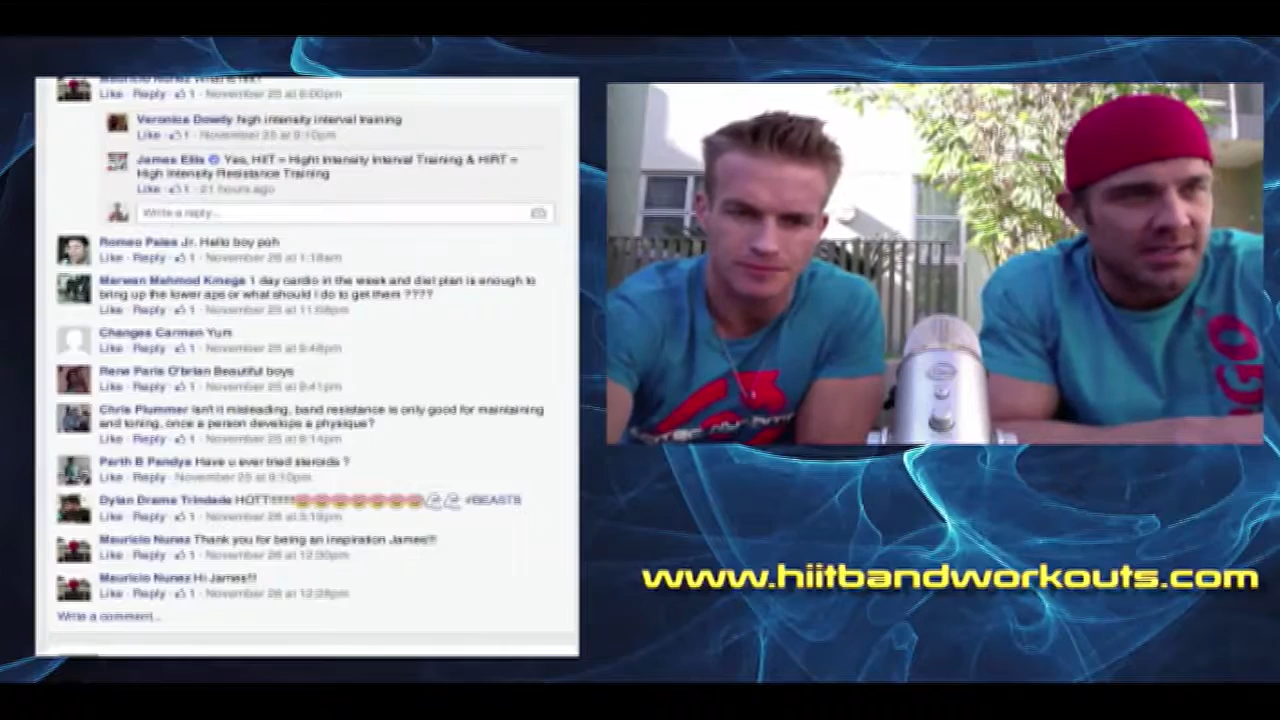 Mauricio Nunez What is Hiit?
Like · Reply · 1 · November 25 at 6:00pm
Veronica Dowdy high intensity interval training
Like · 1 · November 25 at 9:10pm
James Ellis Yes, HIIT = Hight Intensity Interval Training & HIRT =
High Intensity Resistance Training
Like · 1 · 21 hours ago
Write a reply...
Romeo Pales Jr. Hello boy poh
Like · Reply · 1 · November 26 at 1:18am
Marwan Mahmod Kmega 1 day cardio in the week and diet plan is enough to
bring up the lower aps or what should i do to get them ????
Like · Reply · 1 · November 25 at 11:08pm
Changes Carmen Yum
Like · Reply · 1 · November 25 at 9:48pm
Rene Paris O'brian Beautiful boys
Like · Reply · 1 · November 25 at 9:41pm
Chris Plummer Isn't it misleading, band resistance is only good for maintaining
and toning, once a person develops a physique?
Like · Reply · 1 · November 25 at 9:14pm
Parth B Pandya Have u ever tried steroids ?
Like · Reply · November 25 at 9:10pm
Dylan Drama Trindade HOTT!!!!!! #BEASTS
Like · Reply · 1 · November 26 at
Mauricio Nunez Thank you for being an inspiration James!!!
Like · Reply · 1 · November 26 at 12:30pm
Mauricio Nunez Hi James!!!
Like · Reply · 1 · November 26 at 12:28pm
Write a comment...
www.hiitbandworkouts.com